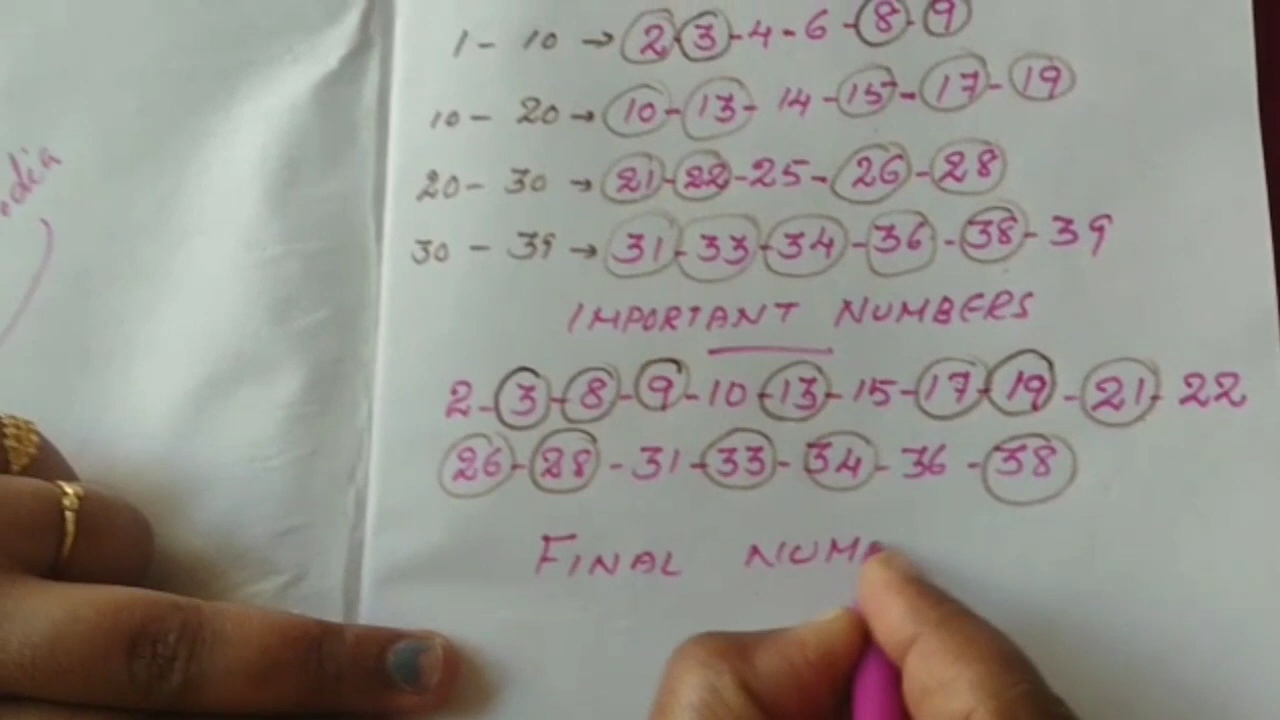 1 - 10 → 2 - 3 - 4 - 6 - 8 - 9
10 - 20 → 10 - 13 - 14 - 15 - 17 - 19
20 - 30 → 21 - 22 - 25 - 26 - 28
30 - 39 → 31 - 33 - 34 - 36 - 38 - 39
IMPORTANT NUMBERS
2 - 3 - 8 - 9 - 10 - 13 - 15 - 17 - 19 - 21 - 22
26 - 28 - 31 - 33 - 34 - 36 - 38
FINAL NUM